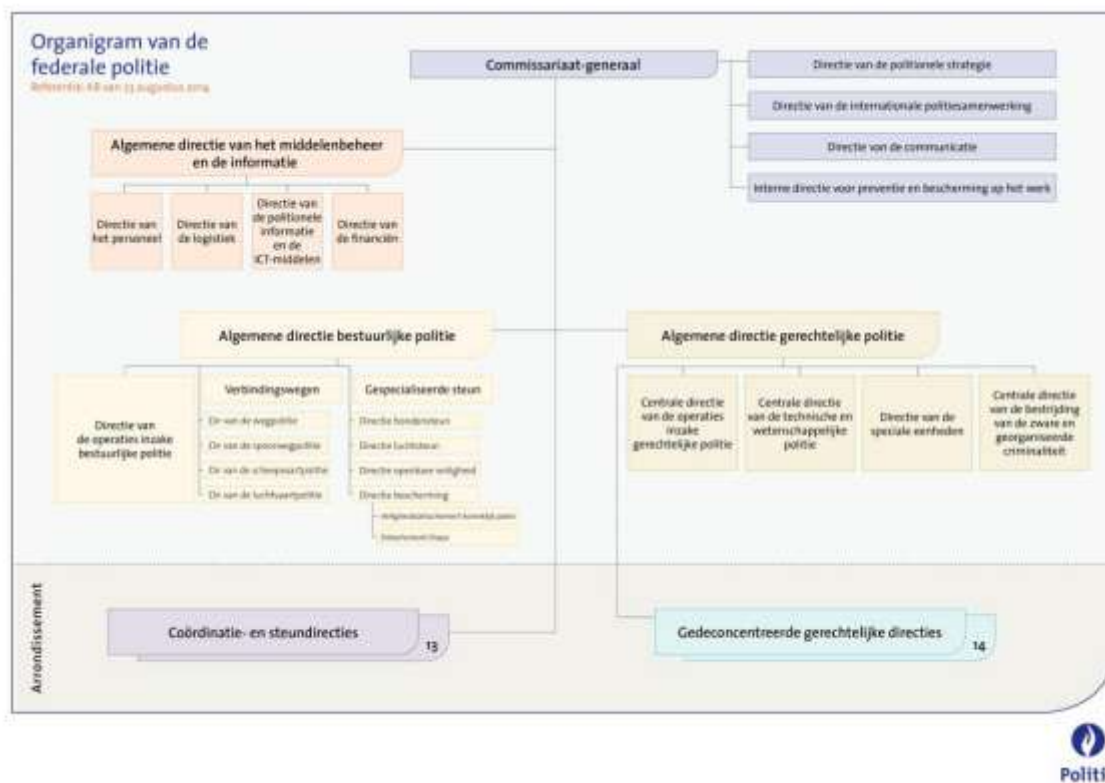 Organigram van de
federale politie
Referentie: KB van 23 augustus 2014
Commissariaat-generaal
Directie van de politionele strategie
Directie van de internationale politiesamenwerking
Directie van de communicatie
Interne directie voor preventie en bescherming op het werk
Algemene directie van het middelenbeheer
en de informatie
Directie van
het personeel
Directie van
de logistiek
Directie van
de politionele
informatie
en de
ICT-middelen
Directie van
de financiën
Algemene directie bestuurlijke politie
Directie van
de operaties inzake
bestuurlijke politie
Verbindingswegen
Dir van de wegpolitie
Dir van de spoorwegpolitie
Dir van de scheepvaartpolitie
Dir van de luchtvaartpolitie
Gespecialiseerde steun
Directie hondensteun
Directie luchtsteun
Directie openbare veiligheid
Directie bescherming
Algemene directie gerechtelijke politie
Centrale directie
van de operaties
inzake
gerechtelijke politie
Centrale directie
van de technische en
wetenschappelijke
politie
Directie van de
speciale eenheden
Centrale directie
van de bestrijding
van de zware en
georganiseerde
criminaliteit
Arrondissement
Coördinatie- en steundirecties
13
Gedeconcentreerde gerechtelijke directies
14